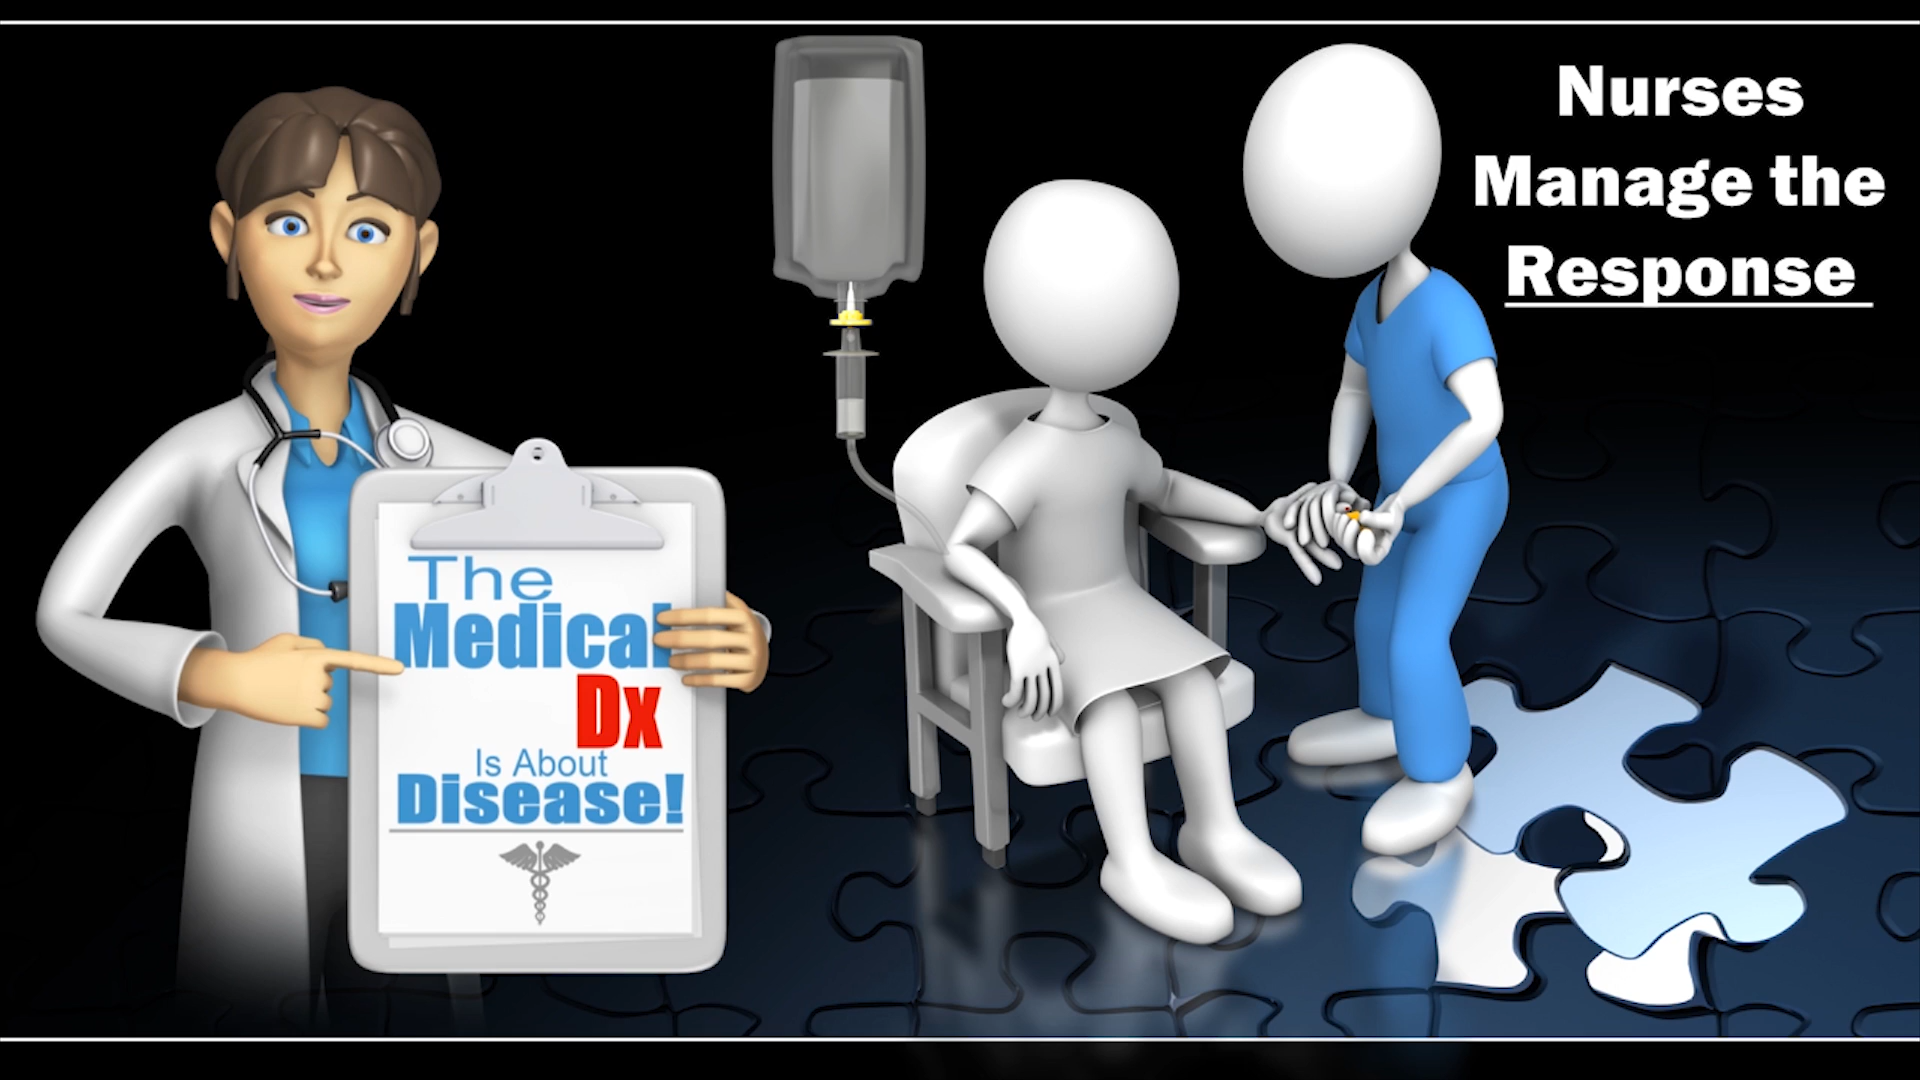 The
Medical
Dx
Is About
Disease!
Nurses
Manage the
Response